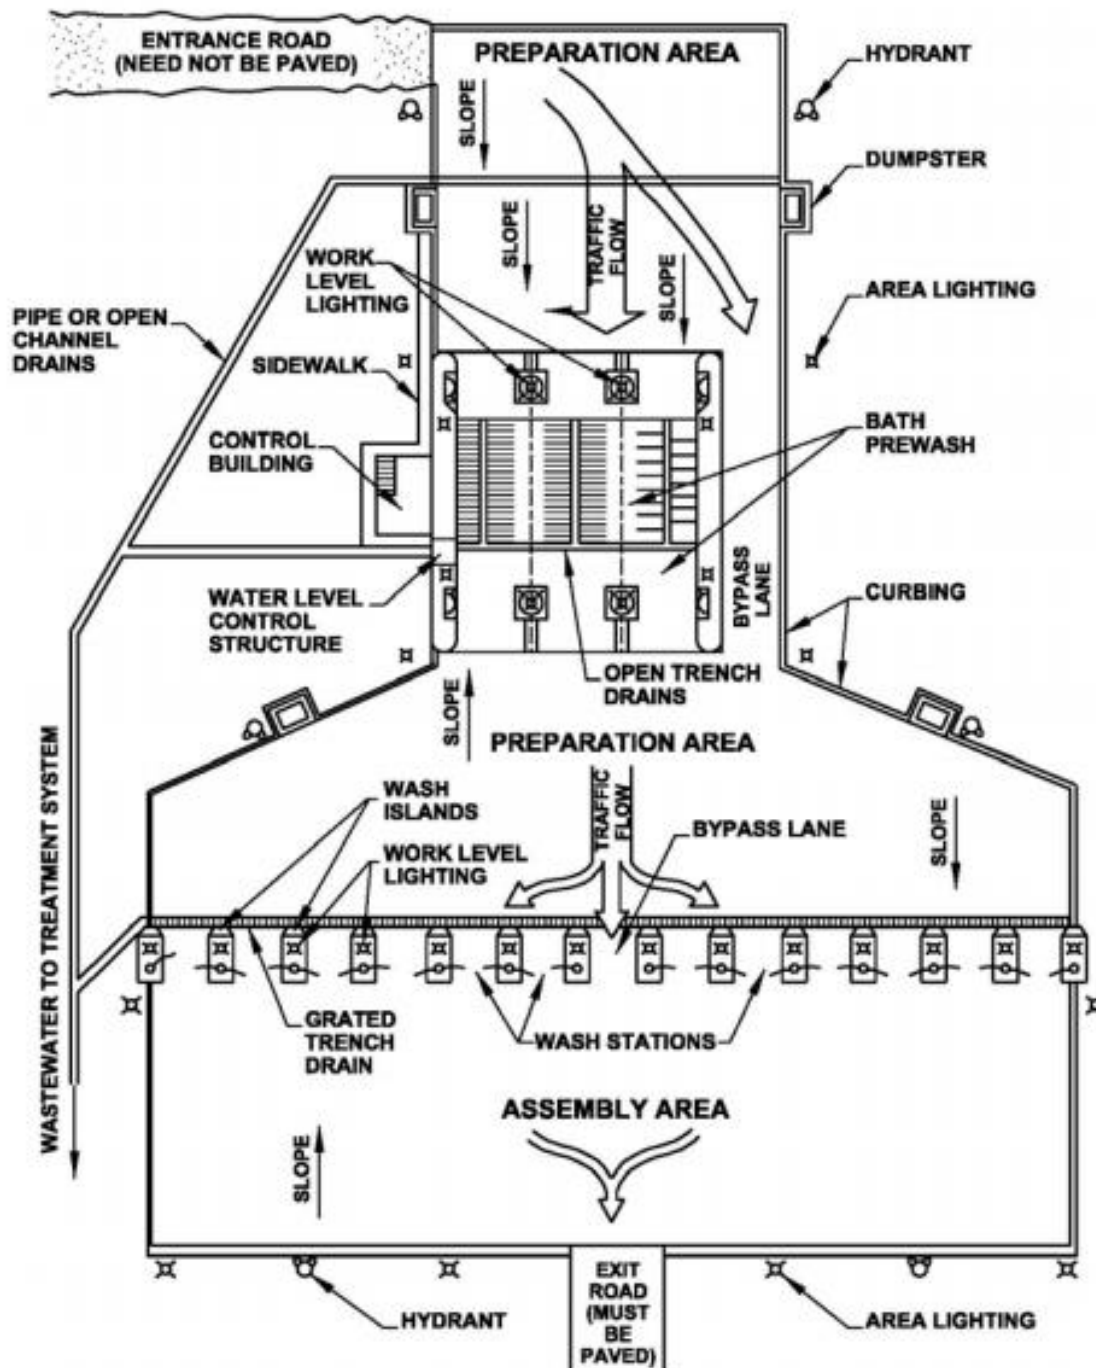 ENTRANCE ROAD
(NEED NOT BE PAVED)
PREPARATION AREA
HYDRANT
SLOPE
DUMPSTER
SLOPE
TRAFFIC
FLOW
SLOPE
WORK
LEVEL
LIGHTING
AREA LIGHTING
PIPE OR OPEN
CHANNEL
DRAINS
SIDEWALK
CONTROL
BUILDING
BATH
PREWASH
BYPASS
LANE
WATER LEVEL
CONTROL
STRUCTURE
CURBING
OPEN TRENCH
DRAINS
SLOPE
PREPARATION AREA
WASTEWATER TO TREATMENT SYSTEM
WASH
ISLANDS
TRAFFIC
FLOW
BYPASS LANE
SLOPE
WORK LEVEL
LIGHTING
GRATED
TRENCH
DRAIN
WASH STATIONS
ASSEMBLY AREA
SLOPE
HYDRANT
EXIT
ROAD
(MUST
BE
PAVED)
AREA LIGHTING